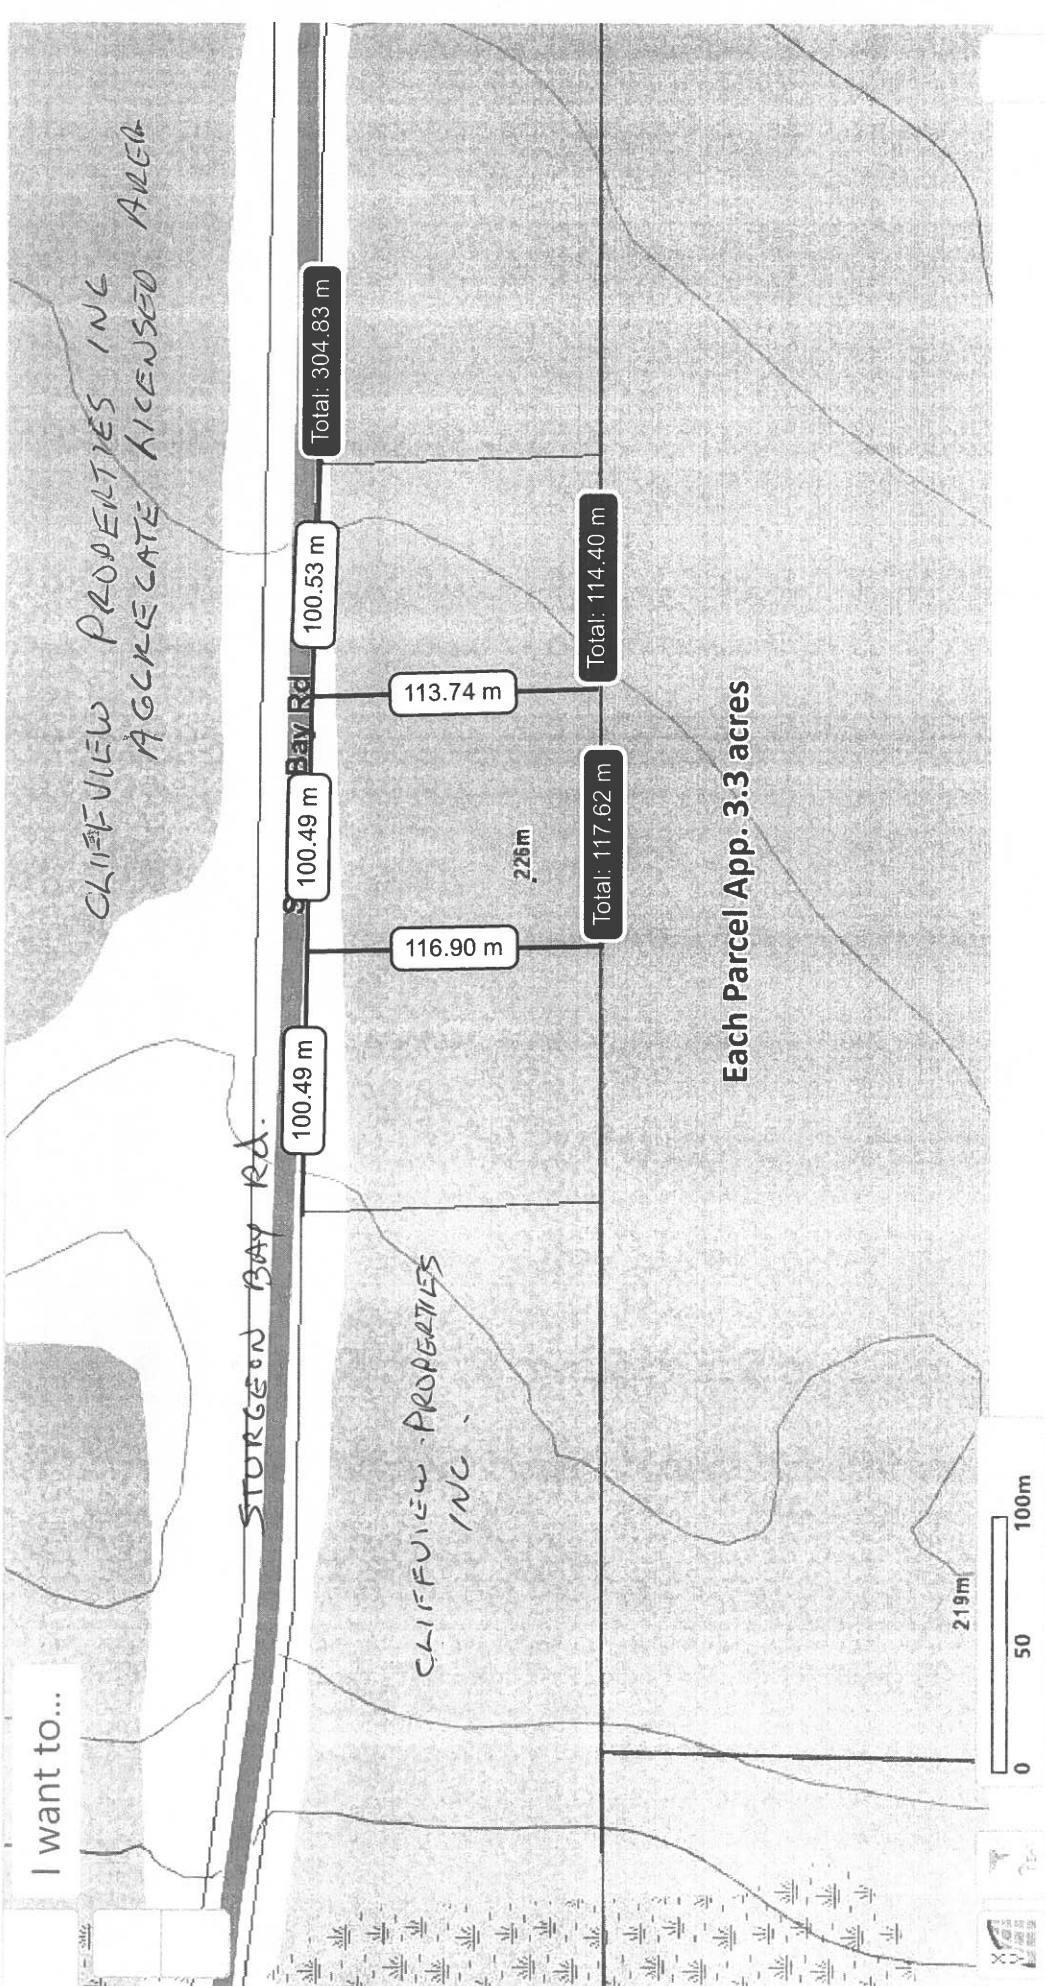 I want to...
CLIFFVIEW PROPERTIES INC
AGGREGATE/LICENSED AREA
STURGEON BAY Rd.
S
Bay Rd
100.49 m
100.49 m
100.53 m
Total: 304.83 m
116.90 m
113.74 m
CLIFFVIEW PROPERTIES
INC.
.226m
Total: 117.62 m
Total: 114.40 m
Each Parcel App. 3.3 acres
219m
0 50 100m